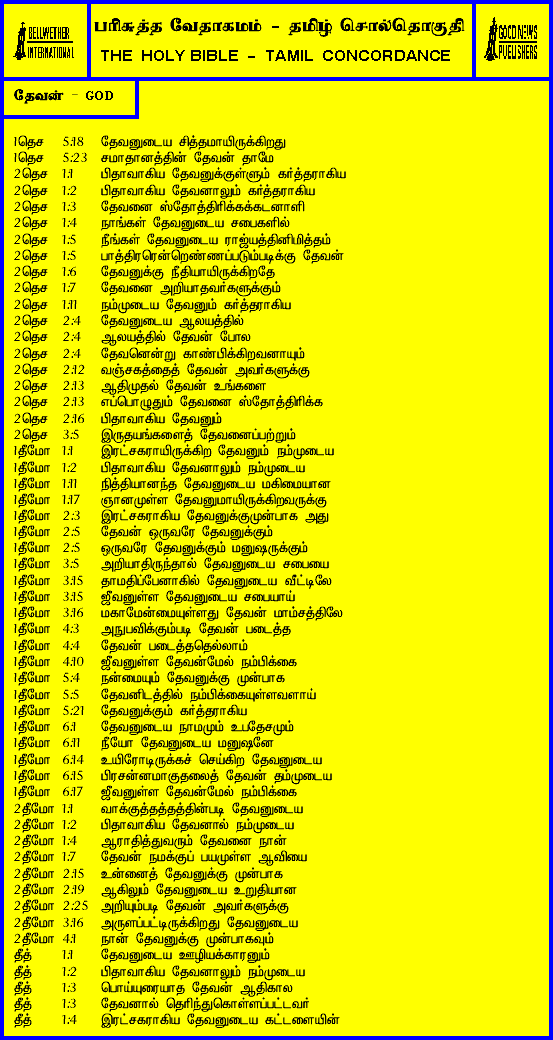 BELLWETHER
INTERNATIONAL
பரிசுத்த வேதாகமம் - தமிழ் சொல்தொகுதி
THE HOLY BIBLE - TAMIL CONCORDANCE
GOOD NEWS
PUBLISHERS
தேவன் - GOD
1தெச 5:18 தேவனுடைய சித்தமாயிருக்கிறது
1தெச 5:23 சமாதானத்தின் தேவன் தாமே
2தெச 1:1 பிதாவாகிய தேவனுக்குள்ளும் கர்த்தராகிய
2தெச 1:2 பிதாவாகிய தேவனாலும் கர்த்தராகிய
2தெச 1:3 தேவனை ஸ்தோத்திரிக்கக்கடனாளி
2தெச 1:4 நாங்கள் தேவனுடைய சபைகளில்
2தெச 1:5 நீங்கள் தேவனுடைய ராஜ்யத்தினிமித்தம்
2தெச 1:5 பாத்திரரென்றெண்ணப்படும்படிக்கு தேவன்
2தெச 1:6 தேவனுக்கு நீதியாயிருக்கிறதே
2தெச 1:7 தேவனை அறியாதவர்களுக்கும்
2தெச 1:11 நம்முடைய தேவனும் கர்த்தராகிய
2தெச 2:4 தேவனுடைய ஆலயத்தில்
2தெச 2:4 ஆலயத்தில் தேவன் போல
2தெச 2:4 தேவனென்று காண்பிக்கிறவனாயும்
2தெச 2:12 வஞ்சகத்தைத் தேவன் அவர்களுக்கு
2தெச 2:13 ஆதிமுதல் தேவன் உங்களை
2தெச 2:13 எப்பொழுதும் தேவனை ஸ்தோத்திரிக்க
2தெச 2:16 பிதாவாகிய தேவனும்
2தெச 3:5 இருதயங்களைத் தேவனைப்பற்றும்
1தீமோ 1:1 இரட்சகராயிருக்கிற தேவனும் நம்முடைய
1தீமோ 1:2 பிதாவாகிய தேவனாலும் நம்முடைய
1தீமோ 1:11 நித்தியானந்த தேவனுடைய மகிமையான
1தீமோ 1:17 ஞானமுள்ள தேவனுமாயிருக்கிறவருக்கு
1தீமோ 2:3 இரட்சகராகிய தேவனுக்குமுன்பாக அது
1தீமோ 2:5 தேவன் ஒருவரே தேவனுக்கும்
1தீமோ 2:5 ஒருவரே தேவனுக்கும் மனுஷருக்கும்
1தீமோ 3:5 அறியாதிருந்தால் தேவனுடைய சபையை
1தீமோ 3:15 தாமதிப்பேனாகில் தேவனுடைய வீட்டிலே
1தீமோ 3:15 ஜீவனுள்ள தேவனுடைய சபையாய்
1தீமோ 3:16 மகாமேன்மையுள்ளது தேவன் மாம்சத்திலே
1தீமோ 4:3 அநுபவிக்கும்படி தேவன் படைத்த
1தீமோ 4:4 தேவன் படைத்ததெல்லாம்
1தீமோ 4:10 ஜீவனுள்ள தேவன்மேல் நம்பிக்கை
1தீமோ 5:4 நன்மையும் தேவனுக்கு முன்பாக
1தீமோ 5:5 தேவனிடத்தில் நம்பிக்கையுள்ளவளாய்
1தீமோ 5:21 தேவனுக்கும் கர்த்தராகிய
1தீமோ 6:1 தேவனுடைய நாமமும் உபதேசமும்
1தீமோ 6:11 நீயோ தேவனுடைய மனுஷனே
1தீமோ 6:14 உயிரோடிருக்கச் செய்கிற தேவனுடைய
1தீமோ 6:15 பிரசன்னமாகுதலைத் தேவன் தம்முடைய
1தீமோ 6:17 ஜீவனுள்ள தேவன்மேல் நம்பிக்கை
2தீமோ 1:1 வாக்குத்தத்தத்தின்படி தேவனுடைய
2தீமோ 1:2 பிதாவாகிய தேவனால் நம்முடைய
2தீமோ 1:4 ஆராதித்துவரும் தேவனை நான்
2தீமோ 1:7 தேவன் நமக்குப் பயமுள்ள ஆவியை
2தீமோ 2:15 உன்னைத் தேவனுக்கு முன்பாக
2தீமோ 2:19 ஆகிலும் தேவனுடைய உறுதியான
2தீமோ 2:25 அறியும்படி தேவன் அவர்களுக்கு
2தீமோ 3:16 அருளப்பட்டிருக்கிறது தேவனுடைய
2தீமோ 4:1 நான் தேவனுக்கு முன்பாகவும்
தீத் 1:1 தேவனுடைய ஊழியக்காரனும்
தீத் 1:2 பிதாவாகிய தேவனாலும் நம்முடைய
தீத் 1:3 பொய்யுரையாத தேவன் ஆதிகால
தீத் 1:3 தேவனால் தெரிந்துகொள்ளப்பட்டவர்
தீத் 1:4 இரட்சகராகிய தேவனுடைய கட்டளையின்